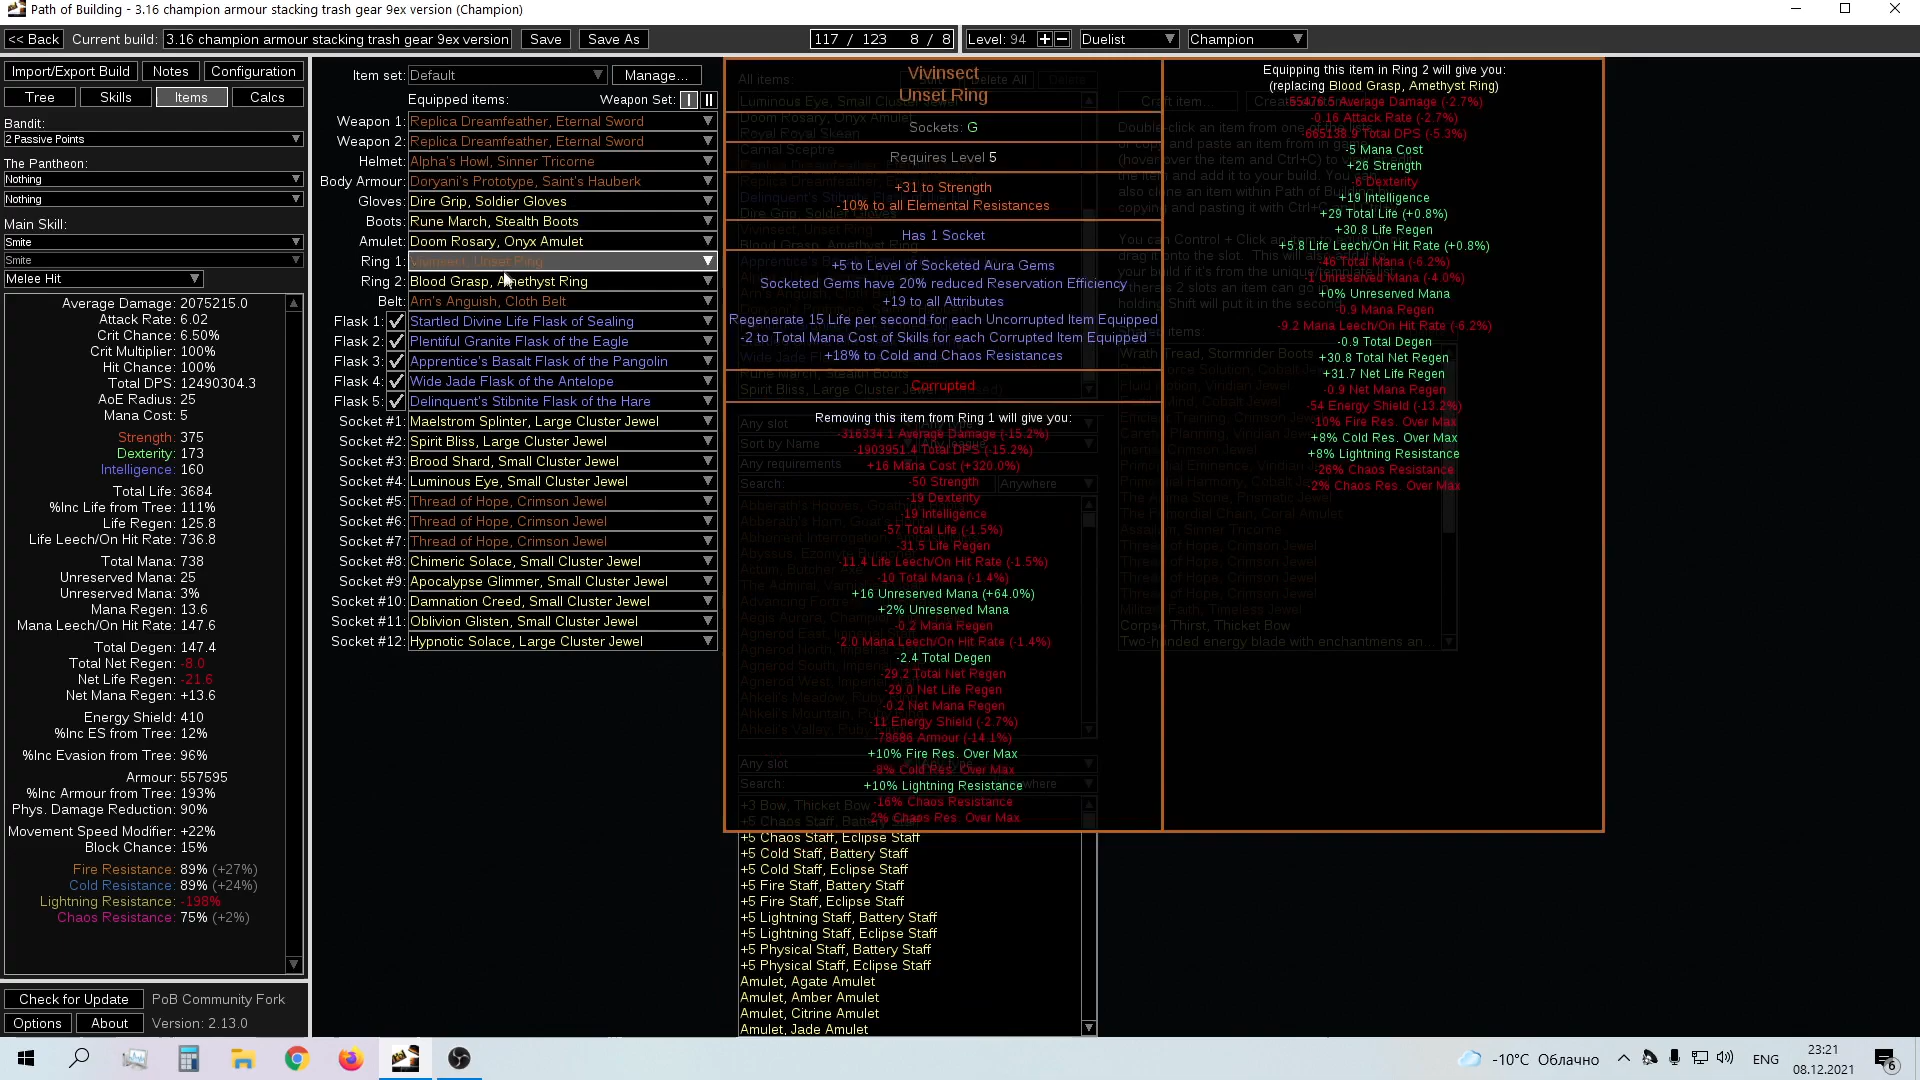 Path of Building - 3.16 champion armour stacking trash gear 9ex version (Champion)
<< Back
Current build: 3.16 champion armour stacking trash gear 9ex version
Save
Save As
117 / 123 8 / 8
Level: 94
Duelist
Champion
Import/Export Build
Notes
Configuration
Tree
Skills
Items
Calcs
Bandit:
2 Passive Points
The Pantheon:
Nothing
Nothing
Main Skill:
Smite
Smite
Melee Hit
Average Damage: 2075215.0
Attack Rate: 6.02
Crit Chance: 6.50%
Crit Multiplier: 100%
Hit Chance: 100%
Total DPS: 12490304.3
AoE Radius: 25
Mana Cost: 5
Strength: 375
Dexterity: 173
Intelligence: 160
Total Life: 3684
%Inc Life from Tree: 111%
Life Regen: 125.8
Life Leech/On Hit Rate: 736.8
Total Mana: 738
Unreserved Mana: 25
Unreserved Mana: 3%
Mana Regen: 13.6
Mana Leech/On Hit Rate: 147.6
Total Degen: 147.4
Total Net Regen: -8.0
Net Life Regen: -21.6
Net Mana Regen: +13.6
Energy Shield: 410
%Inc ES from Tree: 12%
%Inc Evasion from Tree: 96%
Armour: 557595
%Inc Armour from Tree: 193%
Phys. Damage Reduction: 90%
Movement Speed Modifier: +22%
Block Chance: 15%
Fire Resistance: 89% (+27%)
Cold Resistance: 89% (+24%)
Lightning Resistance: -198%
Chaos Resistance: 75% (+2%)
Check for Update
PoB Community Fork
Options
About
Version: 2.13.0
Item set: Default
Manage...
Equipped items:
Weapon Set: I II
Weapon 1: Replica Dreamfeather, Eternal Sword
Weapon 2: Replica Dreamfeather, Eternal Sword
Helmet: Alpha's Howl, Sinner Tricorne
Body Armour: Doryani's Prototype, Saint's Hauberk
Gloves: Dire Grip, Soldier Gloves
Boots: Rune March, Stealth Boots
Amulet: Doom Rosary, Onyx Amulet
Ring 1: Vivinsect, Unset Ring
Ring 2: Blood Grasp, Amethyst Ring
Belt: Arn's Anguish, Cloth Belt
Flask 1: Startled Divine Life Flask of Sealing
Flask 2: Plentiful Granite Flask of the Eagle
Flask 3: Apprentice's Basalt Flask of the Pangolin
Flask 4: Wide Jade Flask of the Antelope
Flask 5: Delinquent's Stibnite Flask of the Hare
Socket #1: Maelstrom Splinter, Large Cluster Jewel
Socket #2: Spirit Bliss, Large Cluster Jewel
Socket #3: Brood Shard, Small Cluster Jewel
Socket #4: Luminous Eye, Small Cluster Jewel
Socket #5: Thread of Hope, Crimson Jewel
Socket #6: Thread of Hope, Crimson Jewel
Socket #7: Thread of Hope, Crimson Jewel
Socket #8: Chimeric Solace, Small Cluster Jewel
Socket #9: Apocalypse Glimmer, Small Cluster Jewel
Socket #10: Damnation Creed, Small Cluster Jewel
Socket #11: Oblivion Glisten, Small Cluster Jewel
Socket #12: Hypnotic Solace, Large Cluster Jewel
Vivinsect
Unset Ring
Sockets: G
Requires Level 5
+31 to Strength
-10% to all Elemental Resistances
Has 1 Socket
+5 to Level of Socketed Aura Gems
Socketed Gems have 20% reduced Reservation Efficiency
+19 to all Attributes
Regenerate 15 Life per second for each Uncorrupted Item Equipped
-2 to Total Mana Cost of Skills for each Corrupted Item Equipped
+18% to Cold and Chaos Resistances
Corrupted
Removing this item from Ring 1 will give you:
-316334.1 Average Damage (-15.2%)
-1903951.4 Total DPS (-15.2%)
+16 Mana Cost (+320.0%)
-50 Strength
-19 Dexterity
-19 Intelligence
-57 Total Life (-1.5%)
-31.5 Life Regen
-11.4 Life Leech/On Hit Rate (-1.5%)
-10 Total Mana (-1.4%)
+16 Unreserved Mana (+64.0%)
+2% Unreserved Mana
-0.2 Mana Regen
-2.0 Mana Leech/On Hit Rate (-1.4%)
-2.4 Total Degen
-29.2 Total Net Regen
-29.0 Net Life Regen
-0.2 Net Mana Regen
-11 Energy Shield (-2.7%)
-78686 Armour (-14.1%)
+10% Fire Res. Over Max
-8% Cold Res. Over Max
+10% Lightning Resistance
-16% Chaos Resistance
-2% Chaos Res. Over Max
+5 Chaos Staff, Eclipse Staff
+5 Cold Staff, Battery Staff
+5 Cold Staff, Eclipse Staff
+5 Fire Staff, Battery Staff
+5 Fire Staff, Eclipse Staff
+5 Lightning Staff, Battery Staff
+5 Lightning Staff, Eclipse Staff
+5 Physical Staff, Battery Staff
+5 Physical Staff, Eclipse Staff
Amulet, Agate Amulet
Amulet, Amber Amulet
Amulet, Citrine Amulet
Amulet, Jade Amulet
Equipping this item in Ring 2 will give you:
(replacing Blood Grasp, Amethyst Ring)
-55476.5 Average Damage (-2.7%)
-0.16 Attack Rate (-2.7%)
-665138.9 Total DPS (-5.3%)
-5 Mana Cost
+26 Strength
-6 Dexterity
+19 Intelligence
+29 Total Life (+0.8%)
+30.8 Life Regen
+5.8 Life Leech/On Hit Rate (+0.8%)
-46 Total Mana (-6.2%)
-1 Unreserved Mana (-4.0%)
+0% Unreserved Mana
-0.9 Mana Regen
-9.2 Mana Leech/On Hit Rate (-6.2%)
-0.9 Total Degen
+30.8 Total Net Regen
+31.7 Net Life Regen
-0.9 Net Mana Regen
-54 Energy Shield (-13.2%)
-10% Fire Res. Over Max
+8% Cold Res. Over Max
+8% Lightning Resistance
-26% Chaos Resistance
-2% Chaos Res. Over Max
-10°C Облачно
ENG
23:21
08.12.2021
6